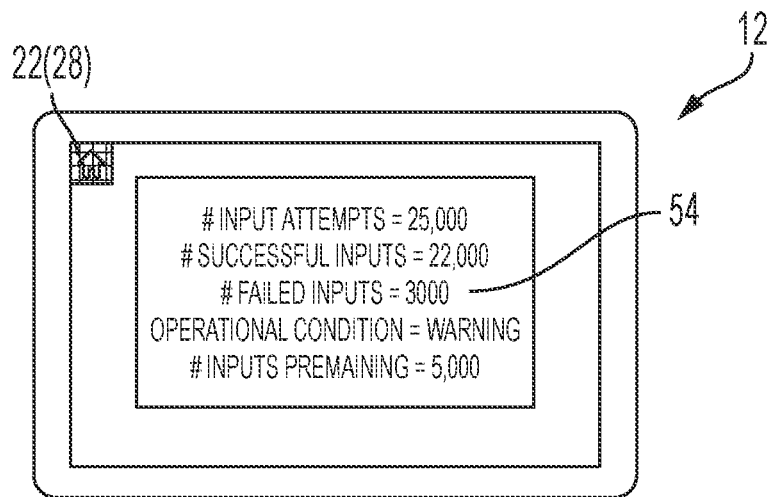 12
22(28)
# INPUT ATTEMPTS = 25,000
# SUCCESSFUL INPUTS = 22,000
54
# FAILED INPUTS = 3000
OPERATIONAL CONDITION = WARNING
# INPUTS PREMAINING = 5,000